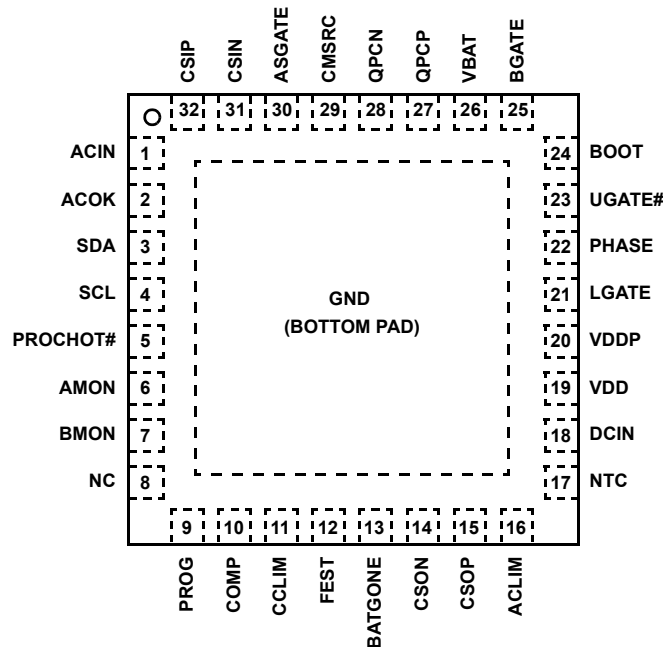 CSIP
CSIN
ASGATE
CMSRC
QPCN
QPCP
VBAT
BGATE
32
31
30
29
28
27
26
25
ACIN 1
24 BOOT
ACOK 2
23 UGATE#
SDA 3
22 PHASE
SCL 4
21 LGATE
GND
(BOTTOM PAD)
PROCHOT# 5
20 VDDP
AMON 6
19 VDD
BMON 7
18 DCIN
NC 8
17 NTC
9
10
11
12
13
14
15
16
PROG
COMP
CCLIM
FEST
BATGONE
CSON
CSOP
ACLIM